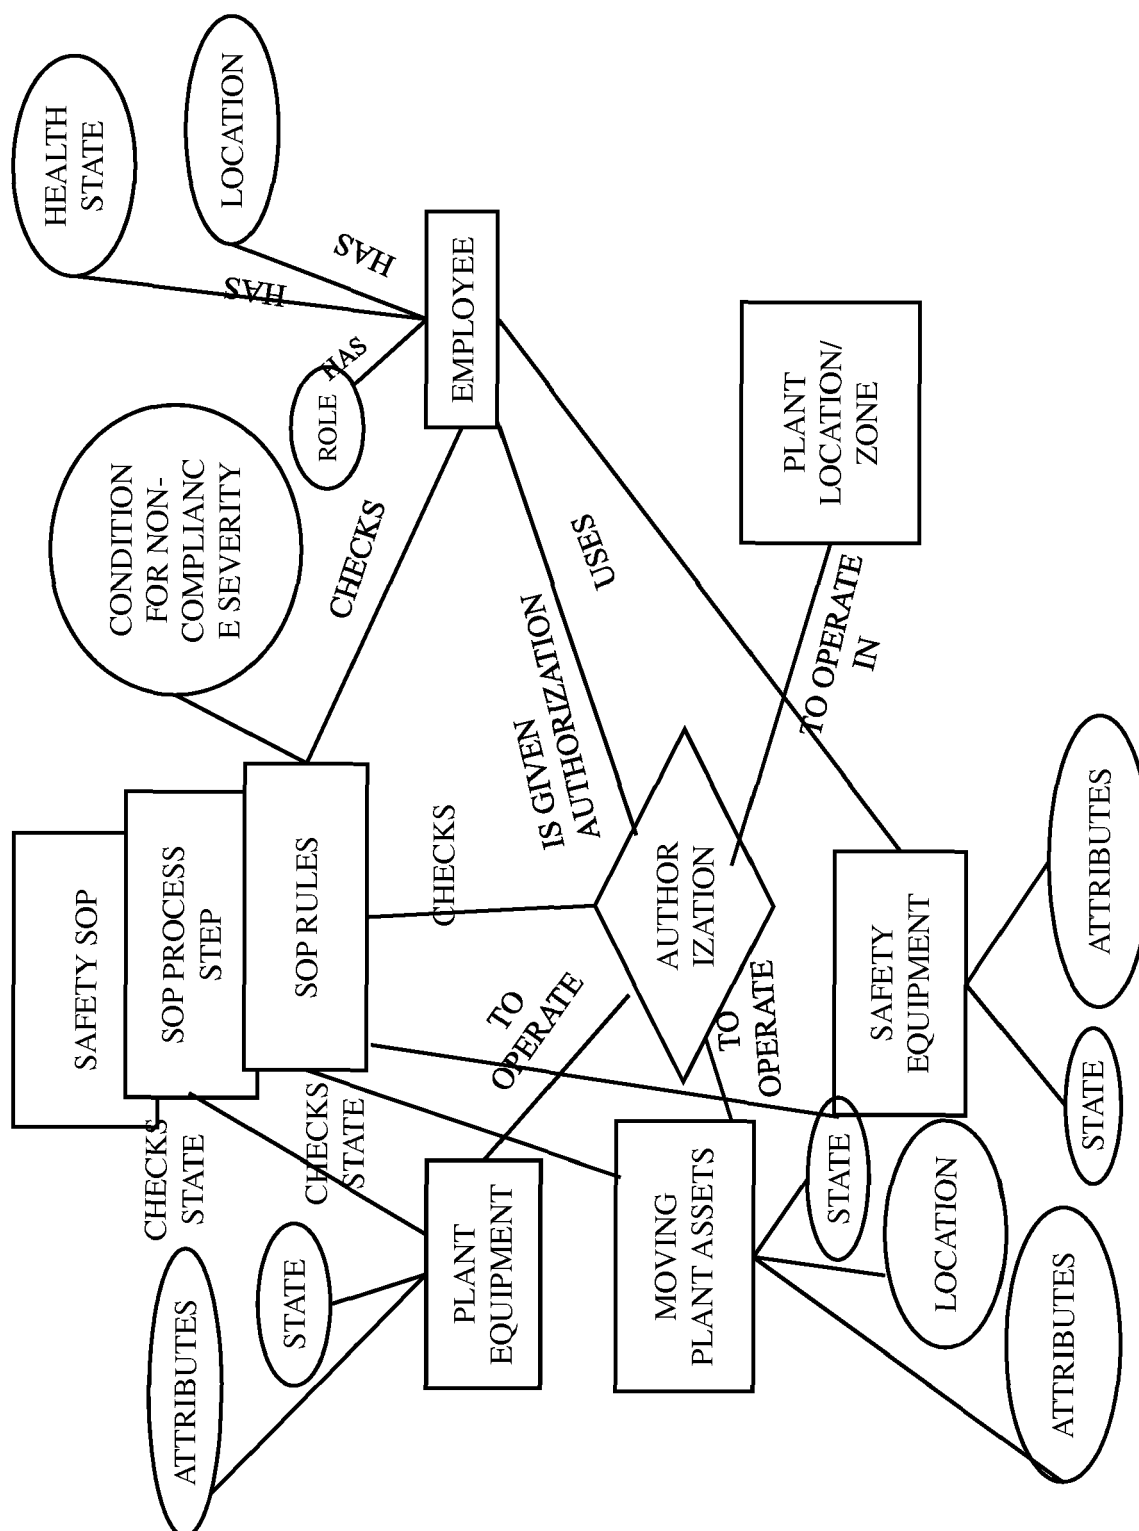 HEALTH
STATE
LOCATION
HAS
HAS
HAS
ROLE
EMPLOYEE
CONDITION
FOR NON-
COMPLIANC
E SEVERITY
CHECKS
USES
PLANT
LOCATION/
ZONE
TO OPERATE
IN
IS GIVEN
AUTHORIZATION
SAFETY SOP
SOP PROCESS
STEP
SOP RULES
CHECKS
AUTHOR
IZATION
SAFETY
EQUIPMENT
ATTRIBUTES
STATE
CHECKS
STATE
CHECKS
STATE
TO
OPERATE
TO
OPERATE
ATTRIBUTES
STATE
PLANT
EQUIPMENT
MOVING
PLANT ASSETS
STATE
LOCATION
ATTRIBUTES